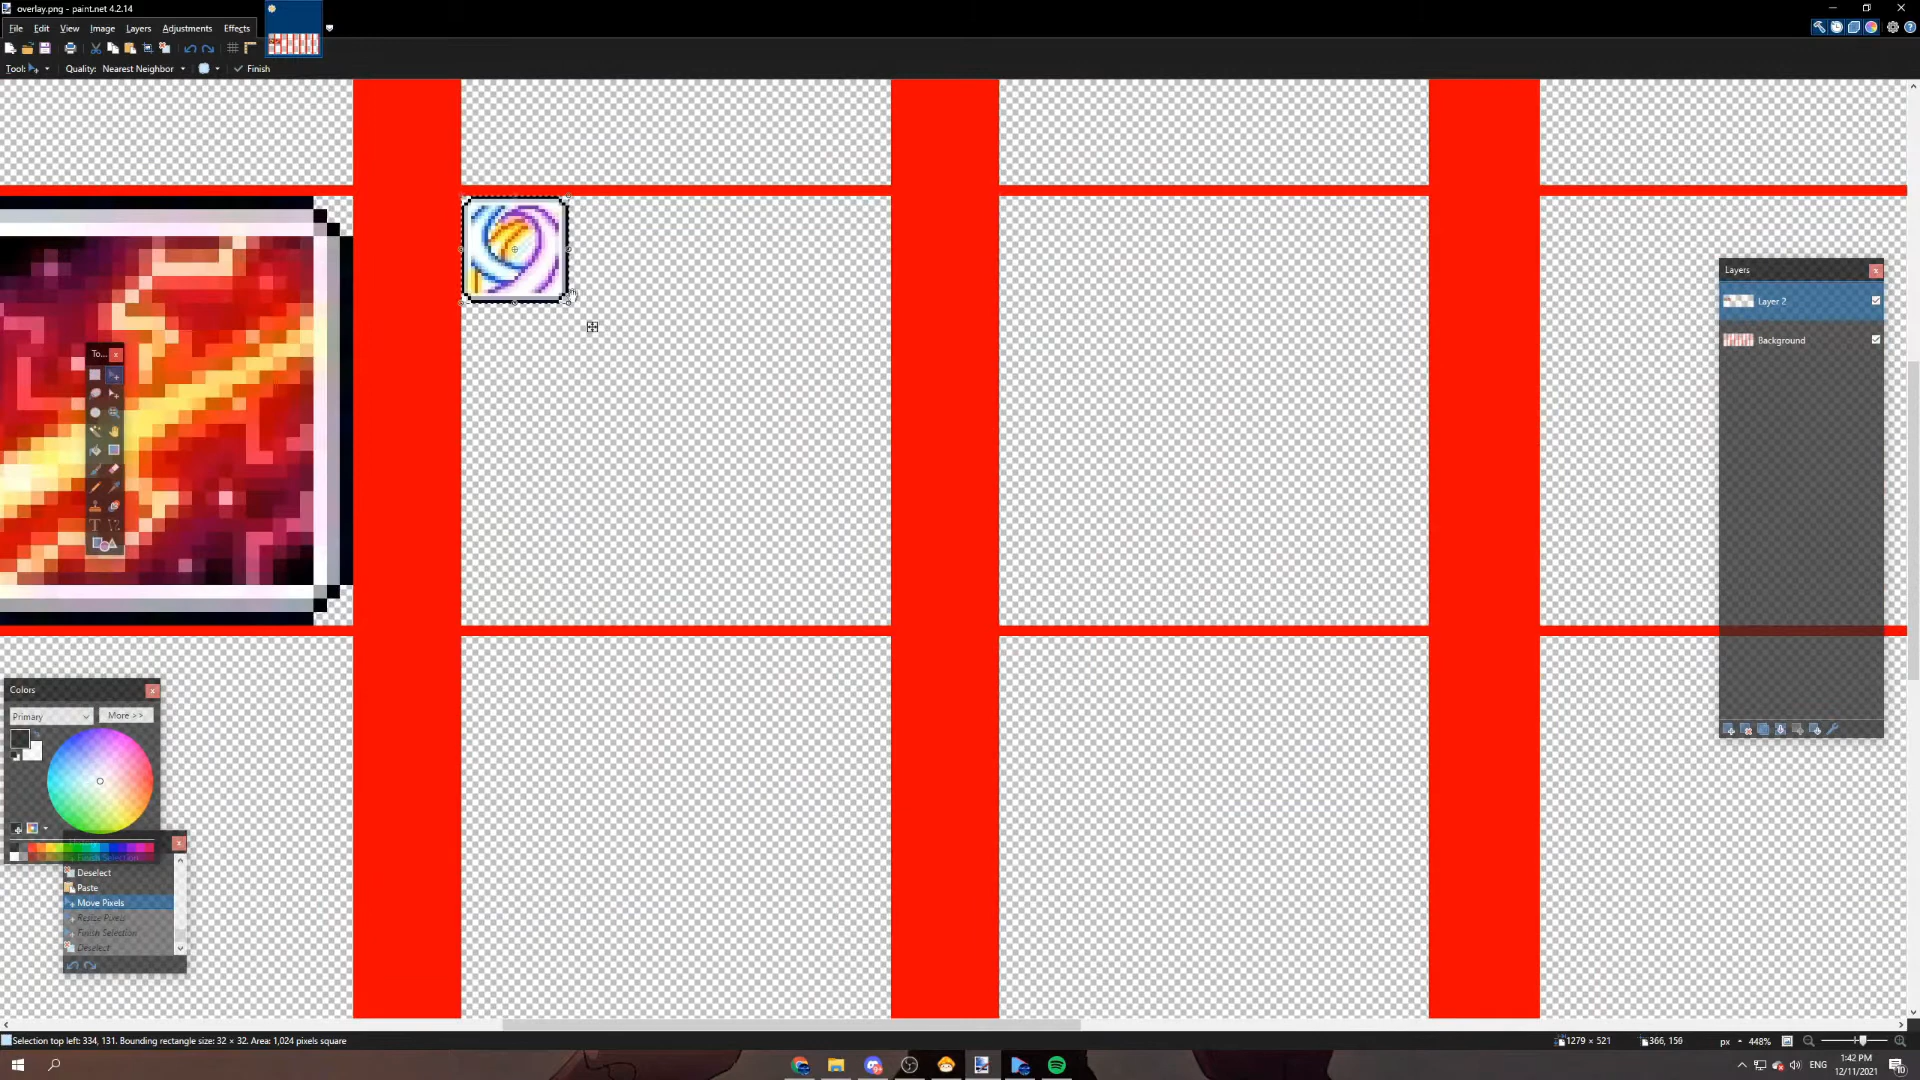 overlay.png - paint.net 4.2.14
File Edit View Image Layers Adjustments Effects
Tool: Quality: Nearest Neighbor Finish
Layers
Layer 2
Background
To...
Colors
Primary More >>
Finish Selection
Deselect
Paste
Move Pixels
Resize Pixels
Finish Selection
Deselect
Selection top left: 334, 131. Bounding rectangle size: 32 × 32. Area: 1,024 pixels square
1279 × 521 366, 156 px 448%
ENG 1:42 PM
12/11/2021